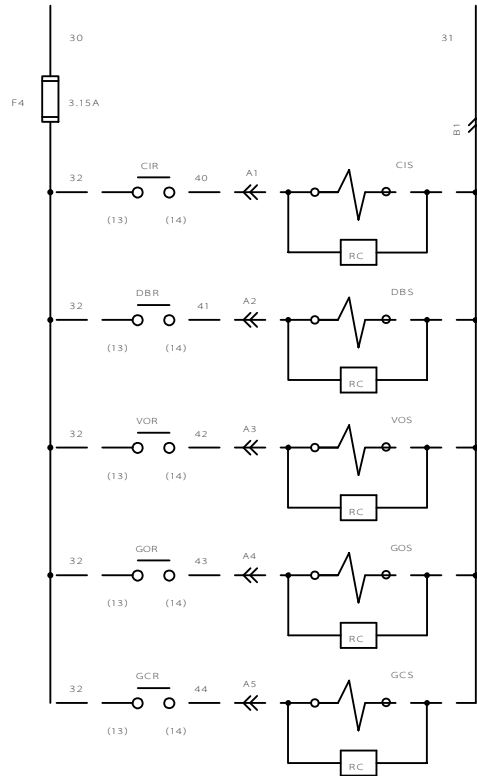 30 31
F4 3.15A
B1
CIR A1 CIS
32 40
(13) (14)
RC
DBR A2 DBS
32 41
(13) (14)
RC
VOR A3 VOS
32 42
(13) (14)
RC
GOR A4 GOS
32 43
(13) (14)
RC
GCR A5 GCS
32 44
(13) (14)
RC